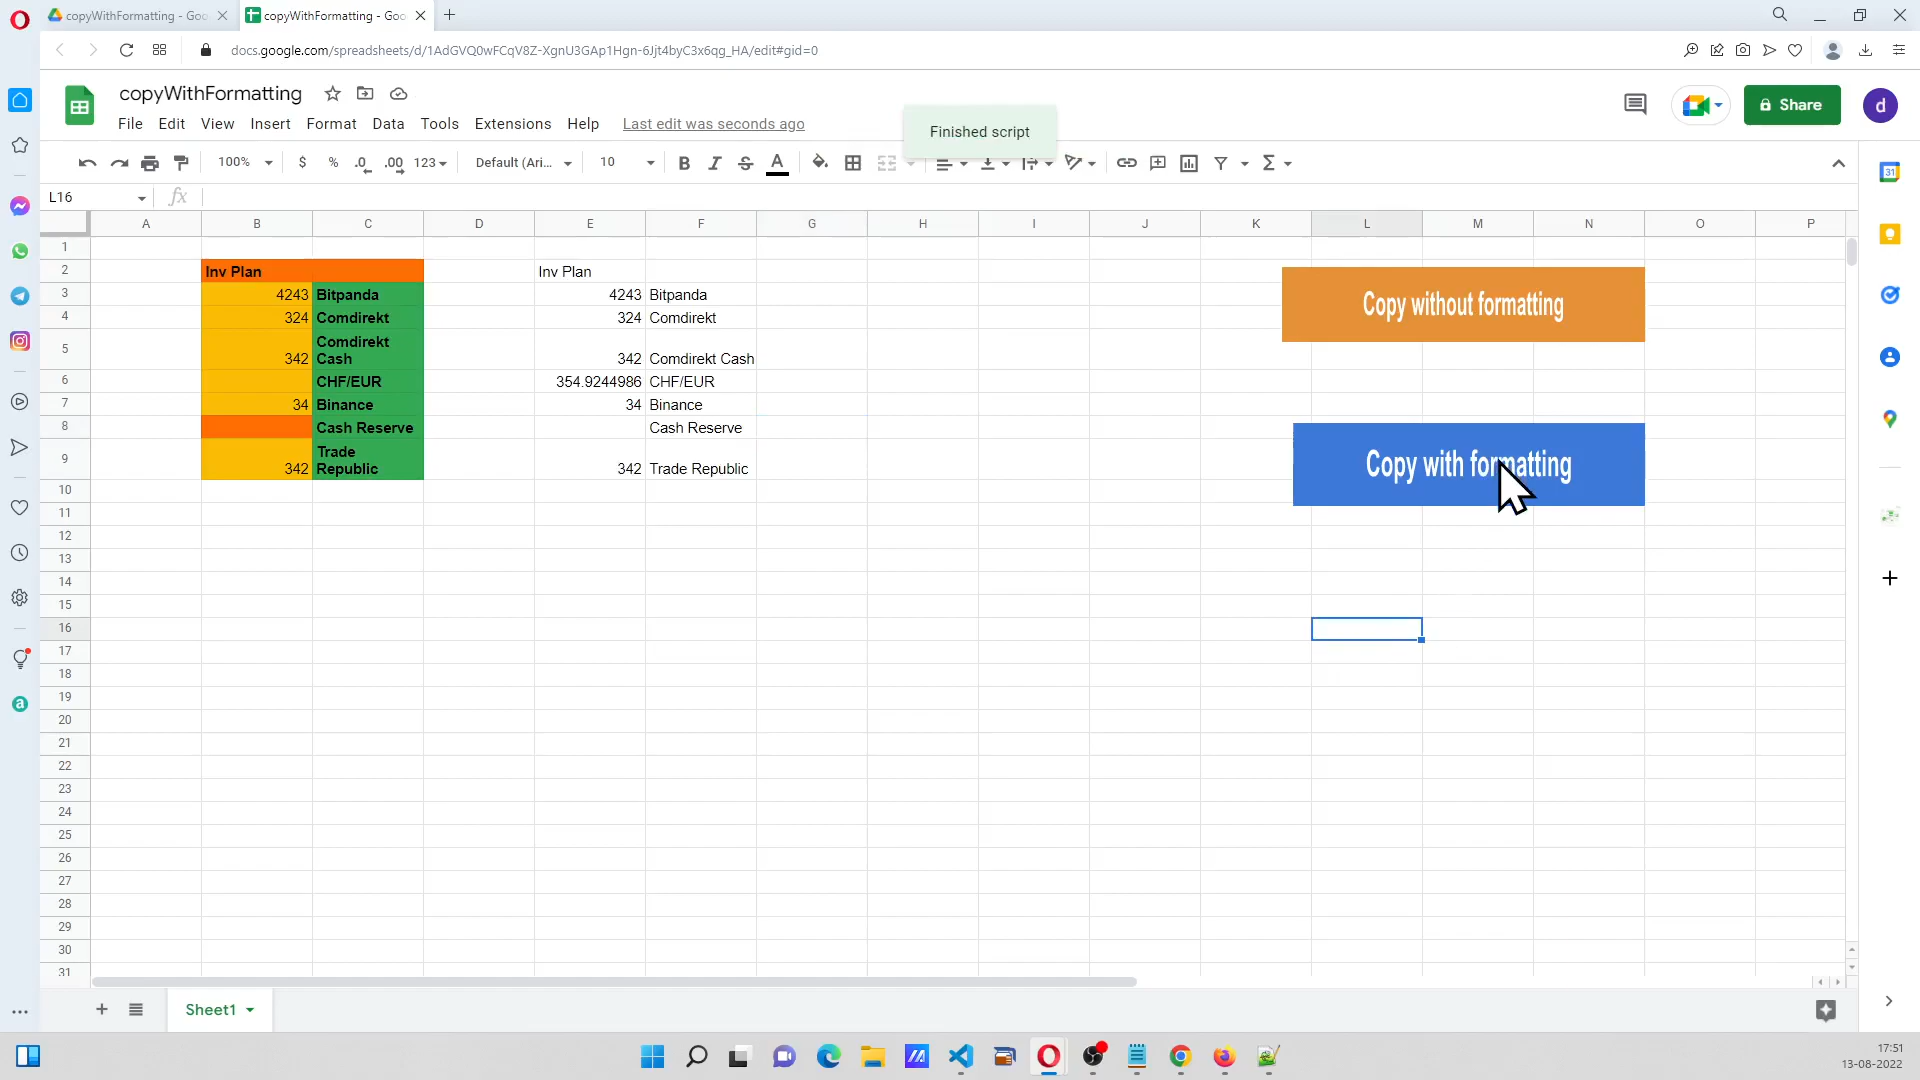 copyWithFormatting - Goo
copyWithFormatting - Goo
docs.google.com/spreadsheets/d/1AdGVQ0wFCqV8Z-XgnU3GAp1Hgn-6Jjt4byC3x6qg_HA/edit#gid=0
copyWithFormatting
Share
d
File Edit View Insert Format Data Tools Extensions Help Last edit was seconds ago
Finished script
100% $ % .0 .00 123 Default (Ari... 10 B I S A Σ
31
L16 fx
A B C D E F G H I J K L M N O P
1
2 Inv Plan Inv Plan
3 4243 Bitpanda 4243 Bitpanda
4 324 Comdirekt 324 Comdirekt
Copy without formatting
5 342 Comdirekt Cash 342 Comdirekt Cash
6 CHF/EUR 354.9244986 CHF/EUR
7 34 Binance 34 Binance
8 Cash Reserve Cash Reserve
9 342 Trade Republic 342 Trade Republic
Copy with formatting
10
11
12
13
14
15
16
17
18
19
20
21
22
23
24
25
26
27
28
29
30
31
Sheet1
17:51
13-08-2022